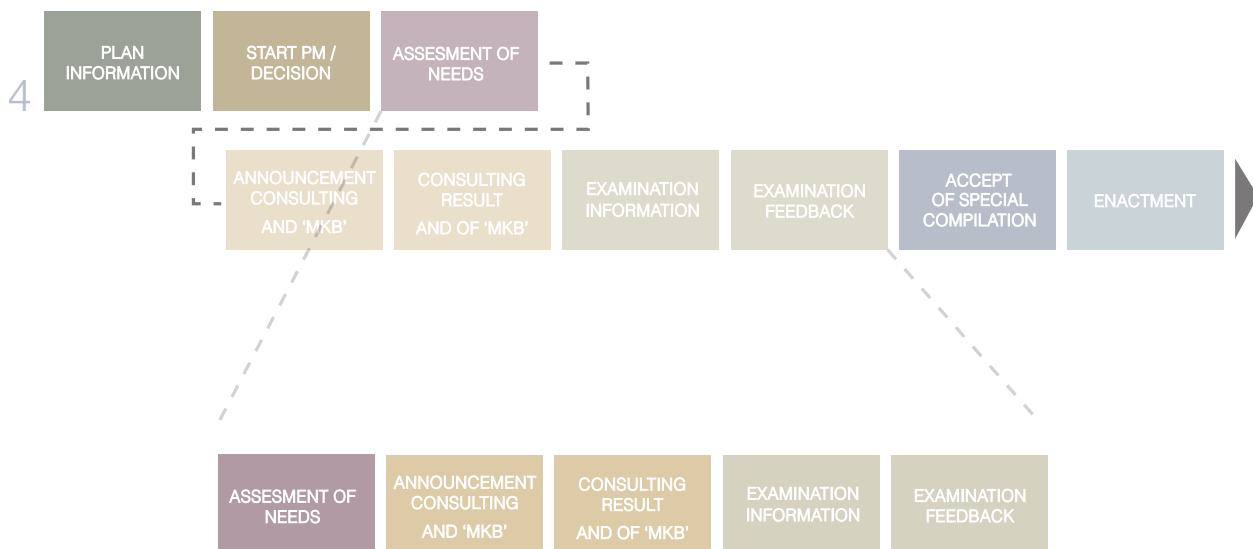 4
PLAN
INFORMATION
START PM /
DECISION
ASSESMENT OF
NEEDS
ANNOUNCEMENT
CONSULTING
AND ‘MKB’
CONSULTING
RESULT
AND OF ‘MKB’
EXAMINATION
INFORMATION
EXAMINATION
FEEDBACK
ACCEPT
OF SPECIAL
COMPILATION
ENACTMENT
ASSESMENT OF
NEEDS
ANNOUNCEMENT
CONSULTING
AND ‘MKB’
CONSULTING
RESULT
AND OF ‘MKB’
EXAMINATION
INFORMATION
EXAMINATION
FEEDBACK